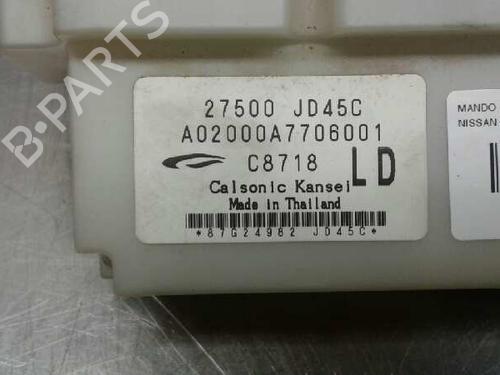 B-PARTS
27500 JD45C
A02000A7706001
C8718 LD
Calsonic Kansei
Made in Thailand
*87G24982 JD45C*
MANDO
NISSAN